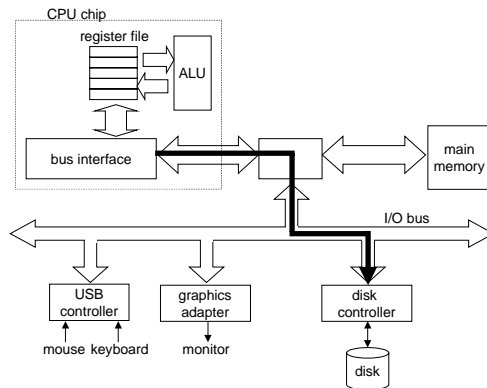 CPU chip
register file
ALU
bus interface
main
memory
I/O bus
USB
controller
graphics
adapter
disk
controller
mouse keyboard
monitor
disk